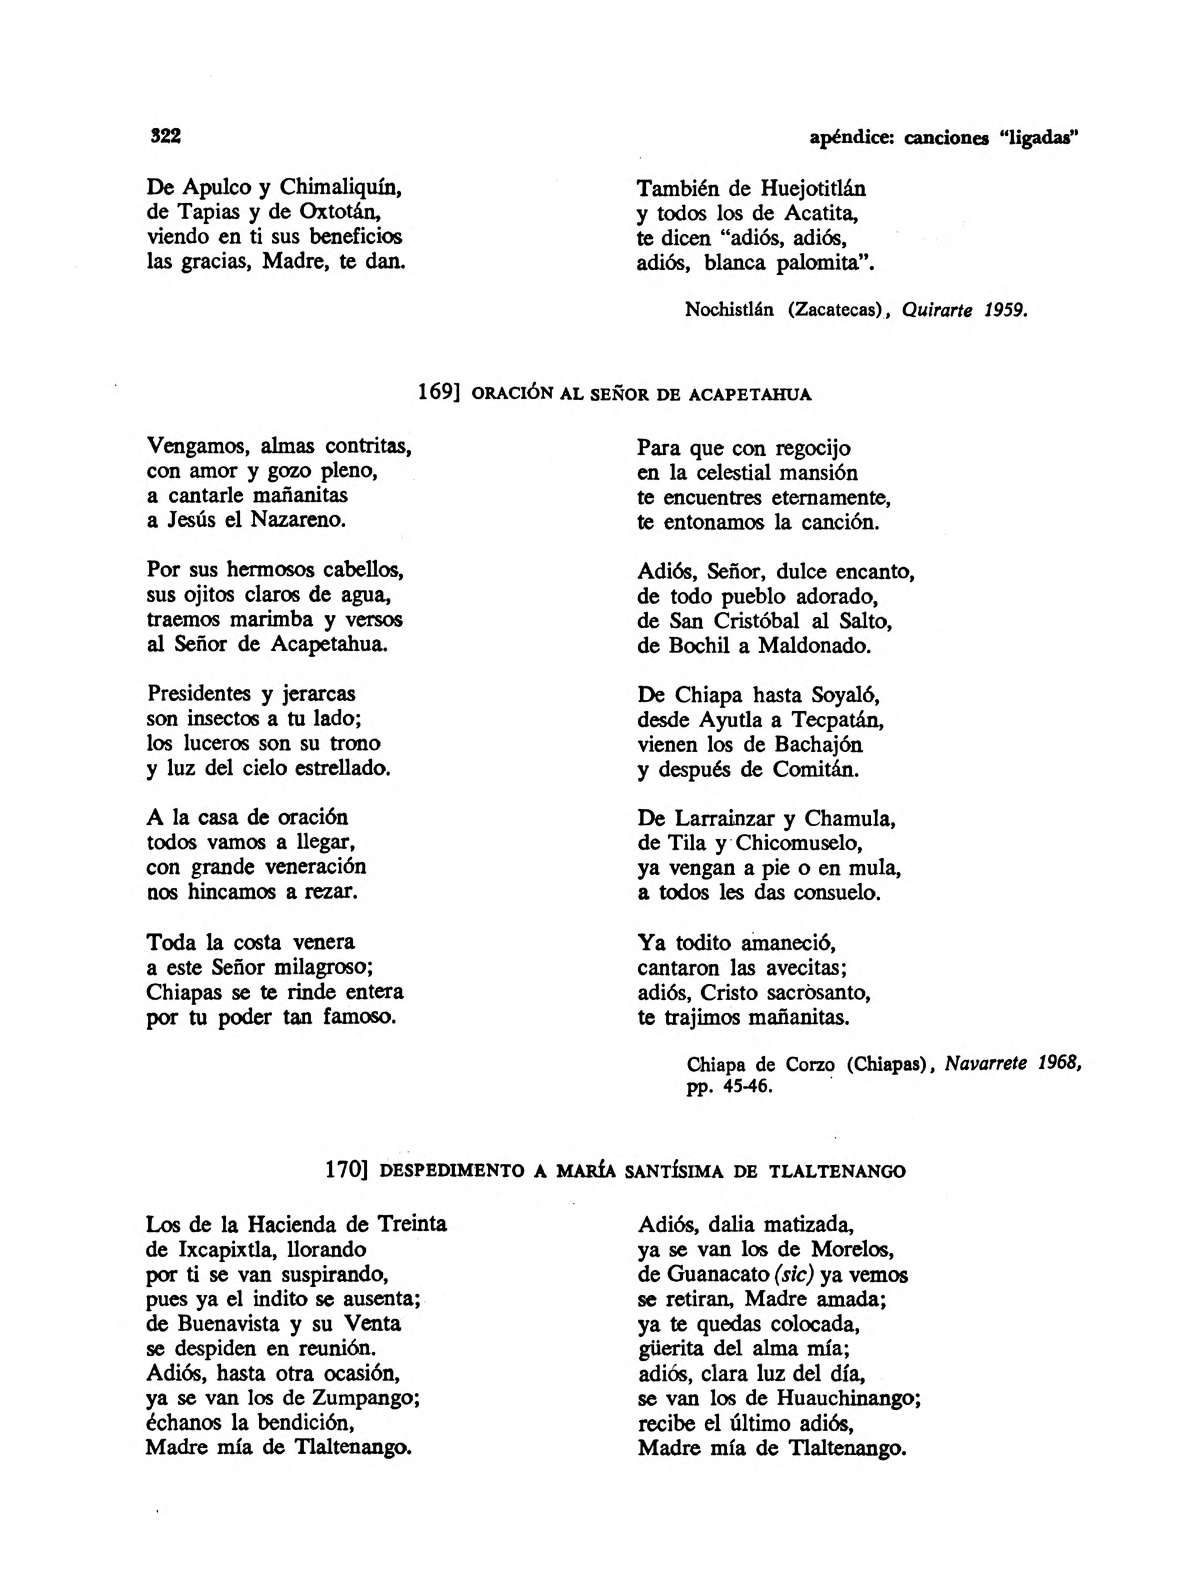 322
apéndice: canciones “ligadas”
De Apulco y Chimaliquín,
de Tapias y de Oxtotán,
viendo en ti sus beneficios
las gracias, Madre, te dan.
También de Huejotitlán
y todos los de Acatita,
te dicen “adiós, adiós,
adiós, blanca palomita”.
Nochistlán (Zacatecas), Quirarte 1959.
169] ORACIÓN AL SEÑOR DE ACAPETAHUA
Vengamos, almas contritas,
con amor y gozo pleno,
a cantarle mañanitas
a Jesús el Nazareno.
Por sus hermosos cabellos,
sus ojitos claros de agua,
traemos marimba y versos
al Señor de Acapetahua.
Presidentes y jerarcas
son insectos a tu lado;
los luceros son su trono
y luz del cielo estrellado.
A la casa de oración
todos vamos a llegar,
con grande veneración
nos hincamos a rezar.
Toda la costa venera
a este Señor milagroso;
Chiapas se te rinde entera
por tu poder tan famoso.
Para que con regocijo
en la celestial mansión
te encuentres eternamente,
te entonamos la canción.
Adiós, Señor, dulce encanto,
de todo pueblo adorado,
de San Cristóbal al Salto,
de Bochil a Maldonado.
De Chiapa hasta Soyaló,
desde Ayutla a Tecpatán,
vienen los de Bachajón
y después de Comitán.
De Larrainzar y Chamula,
de Tila y Chicomuselo,
ya vengan a pie o en mula,
a todos les das consuelo.
Ya todito amaneció,
cantaron las avecitas;
adiós, Cristo sacrosanto,
te trajimos mañanitas.
Chiapa de Corzo (Chiapas), Navarrete 1968,
pp. 45-46.
170] DESPEDIMENTO A MARÍA SANTÍSIMA DE TLALTENANGO
Los de la Hacienda de Treinta
de Ixcapixtla, llorando
por ti se van suspirando,
pues ya el indito se ausenta;
de Buenavista y su Venta
se despiden en reunión.
Adiós, hasta otra ocasión,
ya se van los de Zumpango;
échanos la bendición,
Madre mía de Tlaltenango.
Adiós, dalia matizada,
ya se van los de Morelos,
de Guanacato (sic) ya vemos
se retiran, Madre amada;
ya te quedas colocada,
güerita del alma mía;
adiós, clara luz del día,
se van los de Huauchinango;
recibe el último adiós,
Madre mía de Tlaltenango.